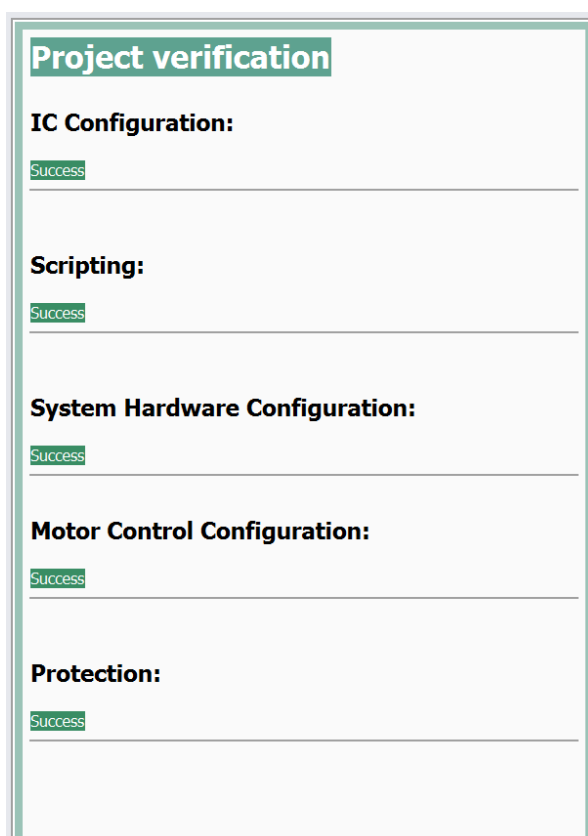 Project verification
IC Configuration:
Success
Scripting:
Success
System Hardware Configuration:
Success
Motor Control Configuration:
Success
Protection:
Success